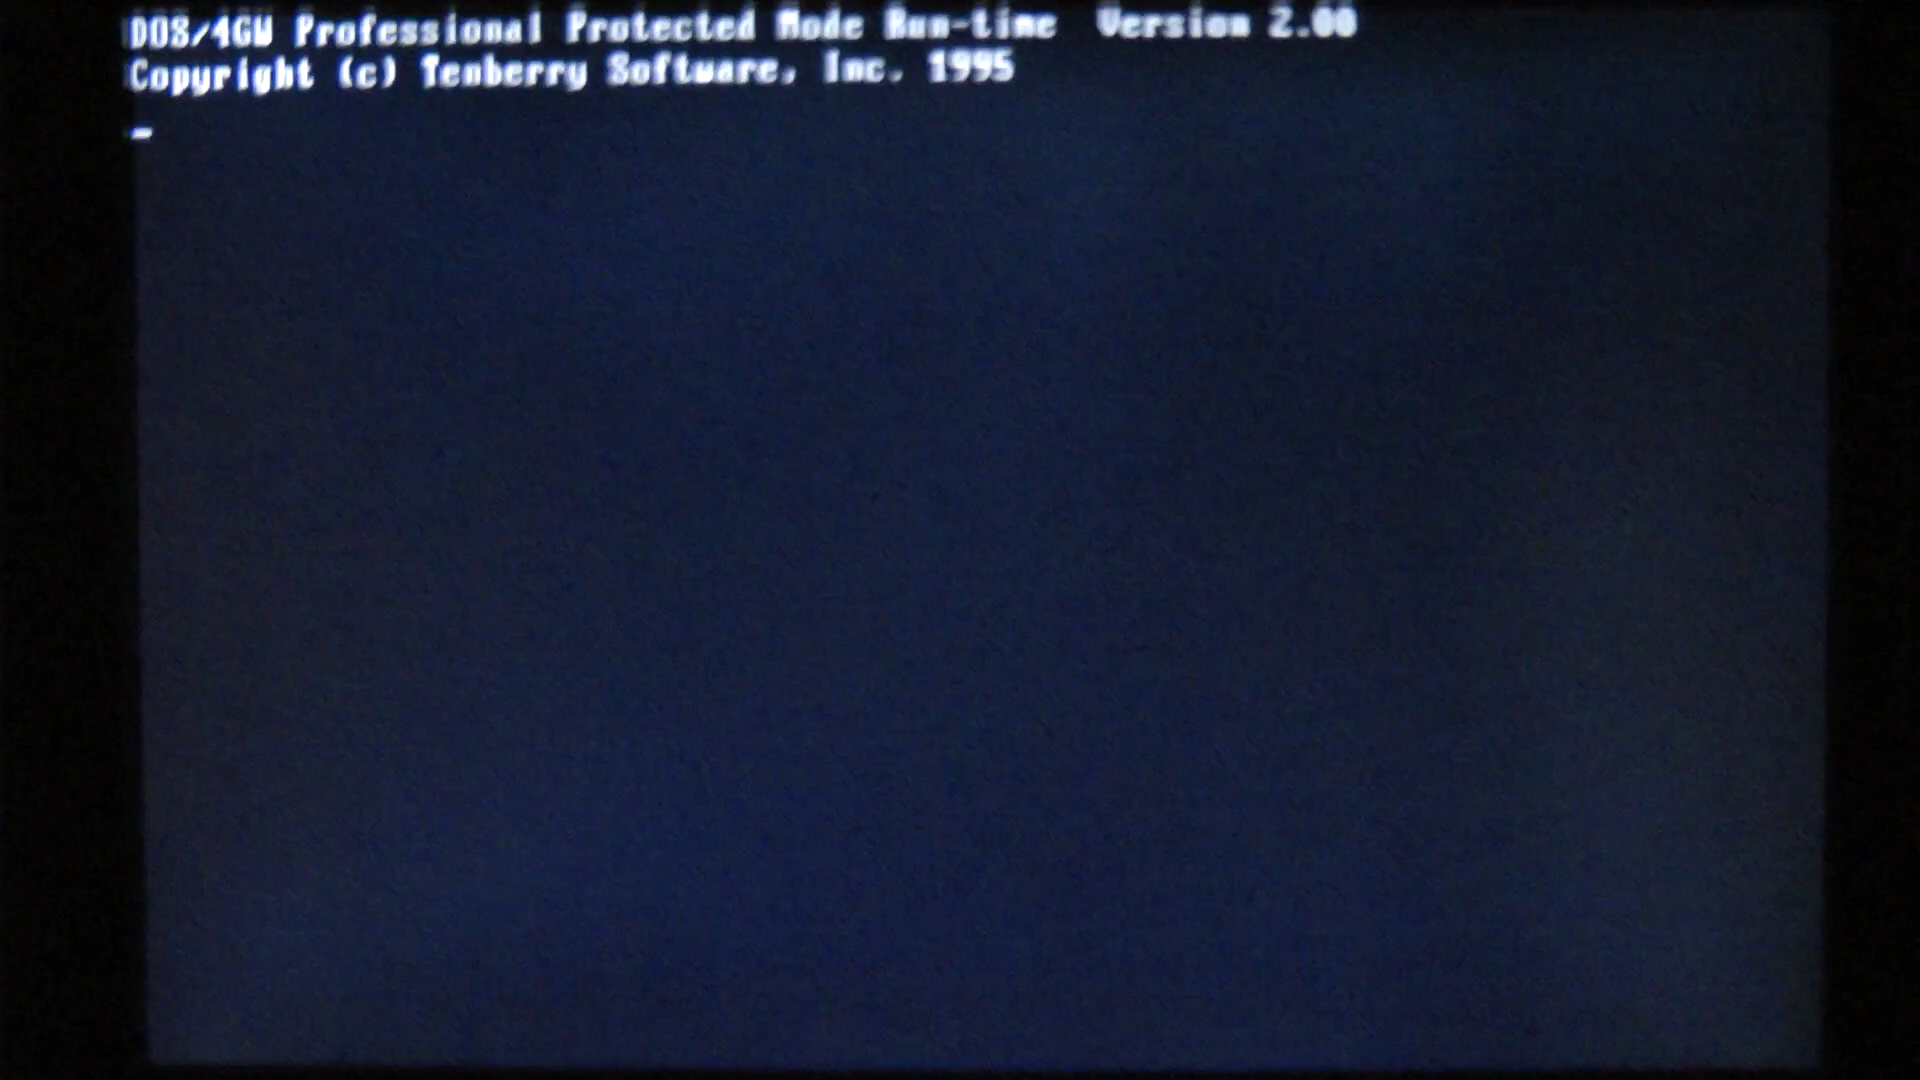 DOS/4GW Professional Protected Mode Run-time  Version 2.00
Copyright (c) Tenberry Software, Inc. 1995